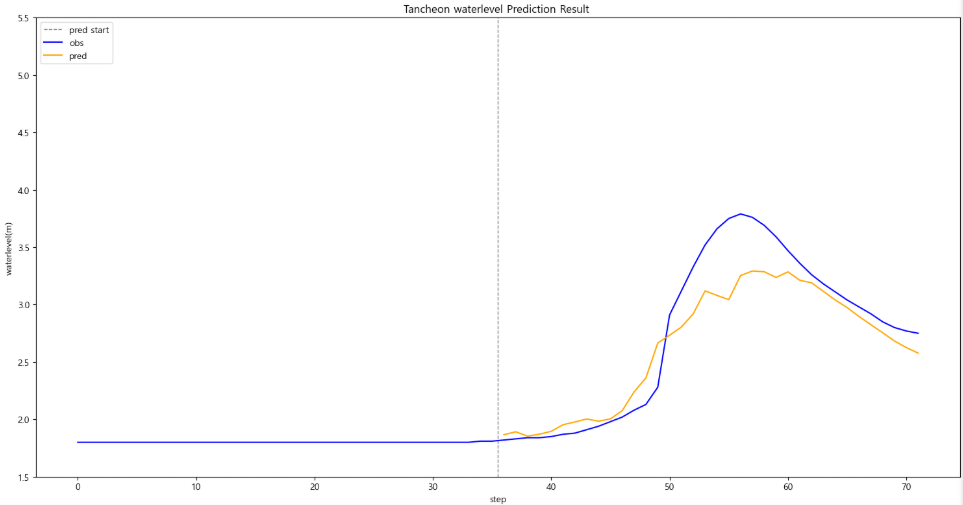 Tancheon waterlevel Prediction Result
pred start
obs
pred
5.5
5.0
4.5
4.0
3.5
3.0
2.5
2.0
1.5
waterlevel(m)
0 10 20 30 40 50 60 70
step